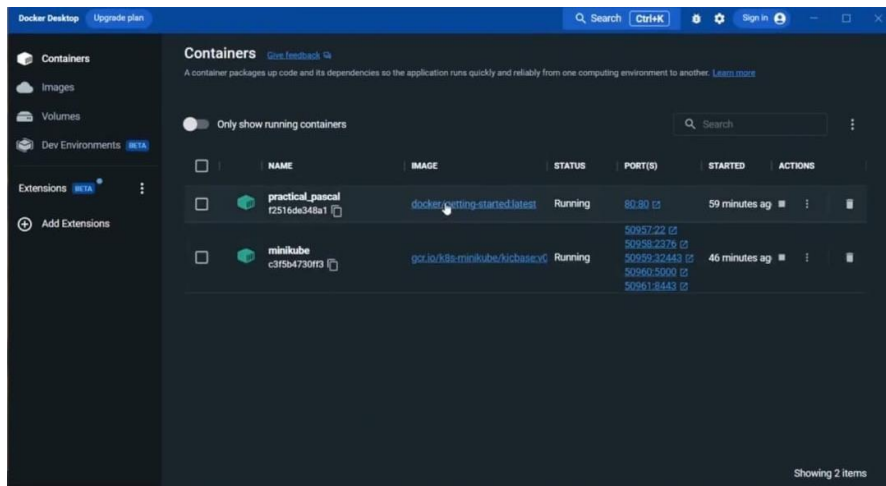 Docker Desktop Upgrade plan Search Ctrl+K Sign in
Containers
Images
Volumes
Dev Environments BETA
Extensions BETA
Add Extensions
Containers Give feedback
A container packages up code and its dependencies so the application runs quickly and reliably from one computing environment to another. Learn more
Only show running containers Search
NAME IMAGE STATUS PORT(S) STARTED ACTIONS
practical_pascal docker/getting-started:latest Running 80:80 59 minutes ag
f2516de348a1
50957:22
50958:2376
minikube gcr.io/k8s-minikube/kicbase:v0 Running 50959:32443 46 minutes ag
c3f5b4730ff3
50960:5000
50961:8443
Showing 2 items